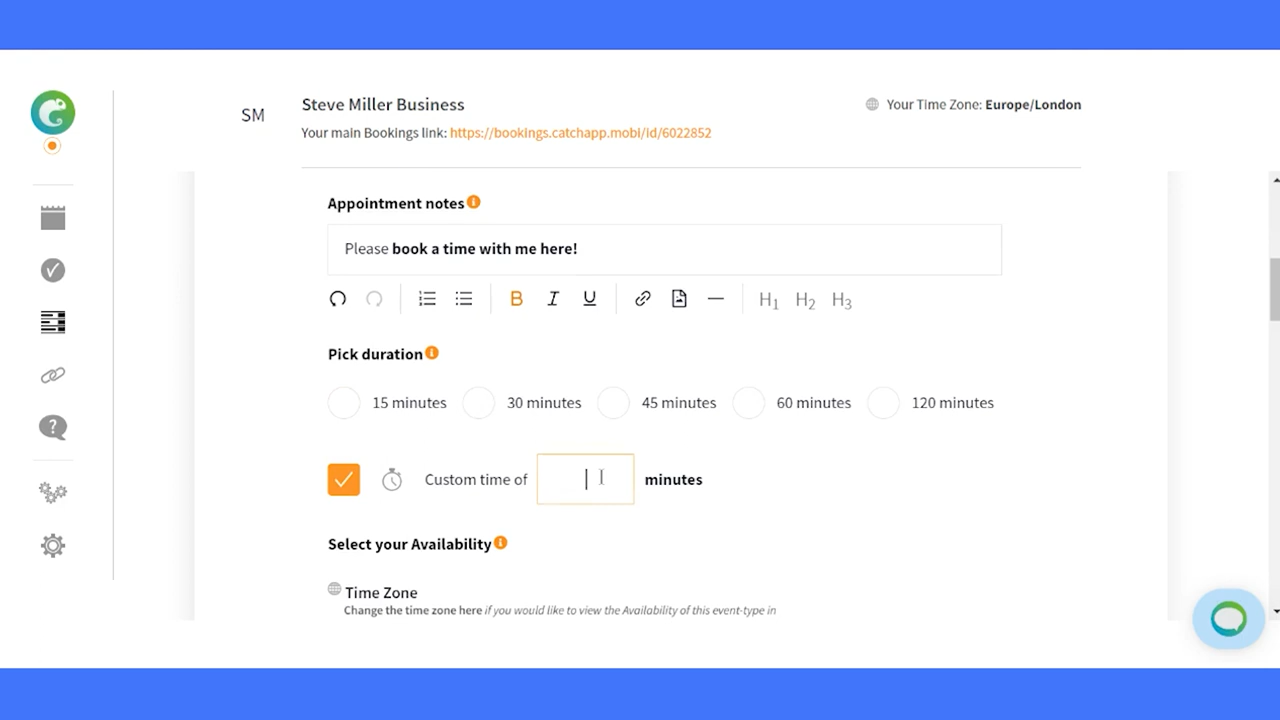 SM
Steve Miller Business
Your main Bookings link: https://bookings.catchapp.mobi/id/6022852
Your Time Zone: Europe/London
Appointment notes
Please book a time with me here!
B I U H1 H2 H3
Pick duration
15 minutes 30 minutes 45 minutes 60 minutes 120 minutes
Custom time of minutes
Select your Availability
Time Zone
Change the time zone here if you would like to view the Availability of this event-type in